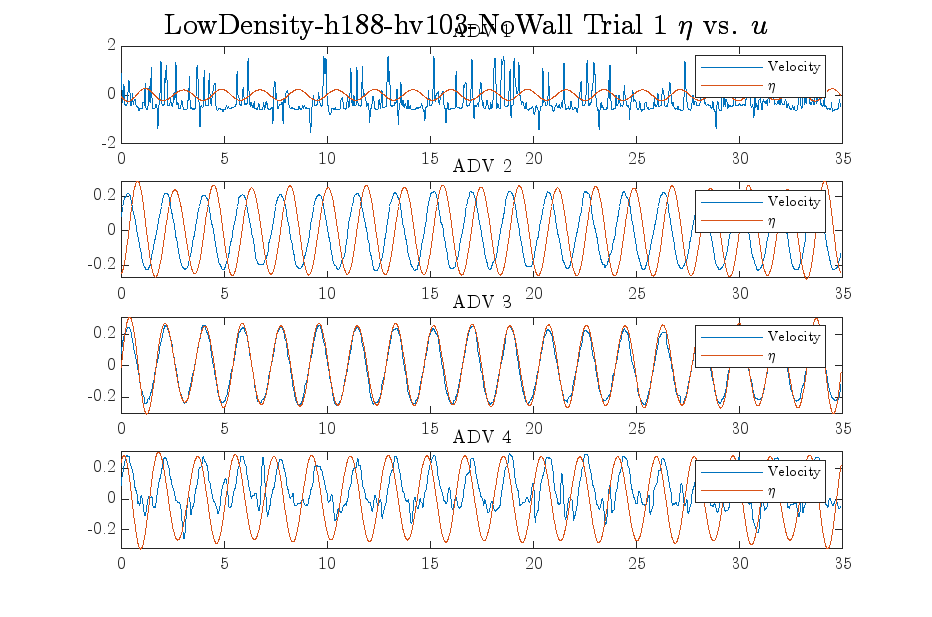 LowDensity-h188-hv103-NoWall Trial 1 η vs. u
ADV 1
2
0
-2
Velocity
η
0 5 10 15 20 25 30 35
ADV 2
0.2
0
-0.2
Velocity
η
0 5 10 15 20 25 30 35
ADV 3
0.2
0
-0.2
Velocity
η
0 5 10 15 20 25 30 35
ADV 4
0.2
0
-0.2
Velocity
η
0 5 10 15 20 25 30 35